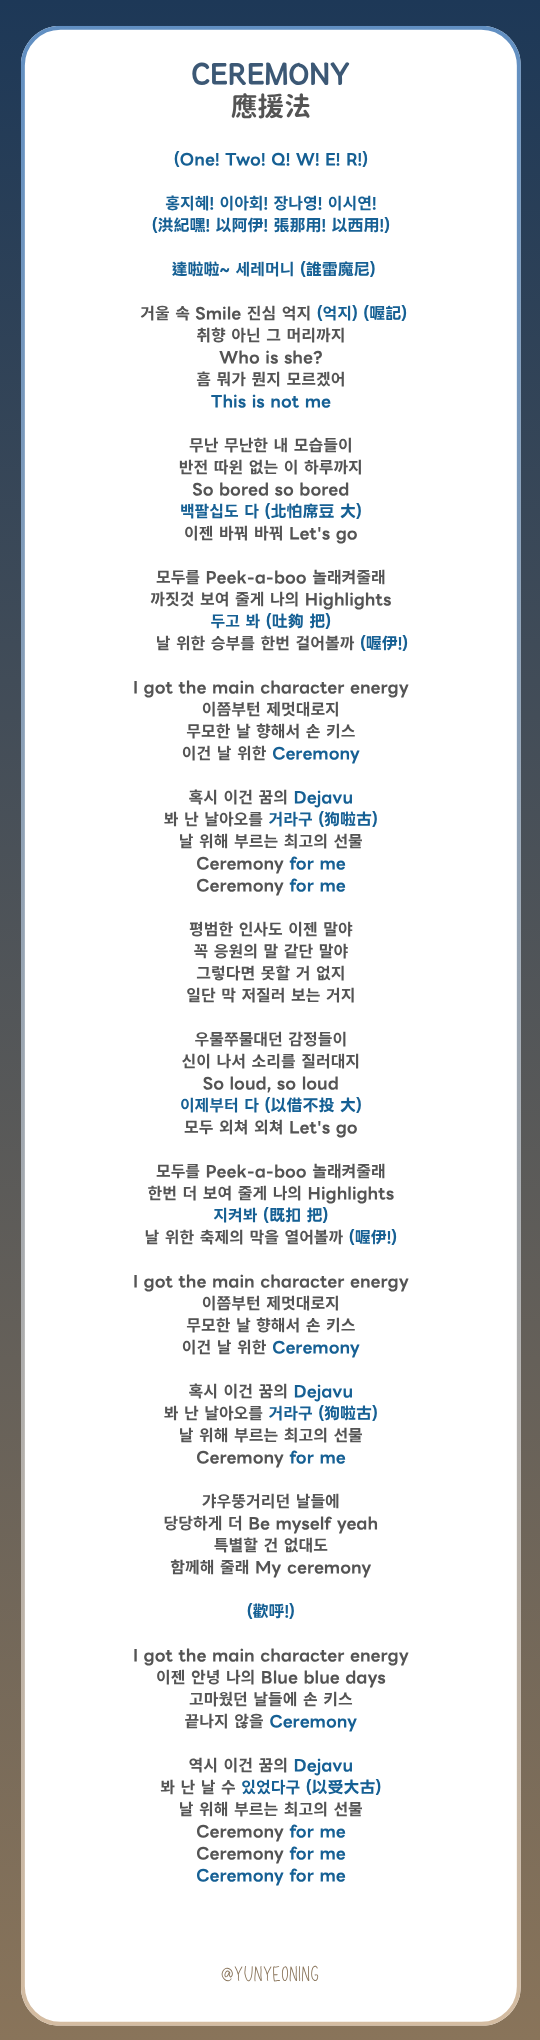 CEREMONY
應援法
(One! Two! Q! W! E! R!)
홍지혜! 이아희! 장나영! 이시연!
(洪紀嘿! 以阿伊! 張那用! 以西用!)
達啦啦~ 세레머니 (誰雷魔尼)
거울 속 Smile 진심 억지 (억지) (喔記)
취향 아닌 그 머리까지
Who is she?
흠 뭐가 뭔지 모르겠어
This is not me
무난 무난한 내 모습들이
반전 따윈 없는 이 하루까지
So bored so bored
백팔십도 다 (北怕席豆 大)
이젠 바꿔 바꿔 Let's go
모두를 Peek-a-boo 놀래켜줄래
까짓것 보여 줄게 나의 Highlights
두고 봐 (吐夠 把)
날 위한 승부를 한번 걸어볼까 (喔伊!)
I got the main character energy
이쯤부턴 제멋대로지
무모한 날 향해서 손 키스
이건 날 위한 Ceremony
혹시 이건 꿈의 Dejavu
봐 난 날아오를 거라구 (狗啦古)
날 위해 부르는 최고의 선물
Ceremony for me
Ceremony for me
평범한 인사도 이젠 말야
꼭 응원의 말 같단 말야
그렇다면 못할 거 없지
일단 막 저질러 보는 거지
우물쭈물대던 감정들이
신이 나서 소리를 질러대지
So loud, so loud
이제부터 다 (以借不投 大)
모두 외쳐 외쳐 Let's go
모두를 Peek-a-boo 놀래켜줄래
한번 더 보여 줄게 나의 Highlights
지켜봐 (既扣 把)
날 위한 축제의 막을 열어볼까 (喔伊!)
I got the main character energy
이쯤부턴 제멋대로지
무모한 날 향해서 손 키스
이건 날 위한 Ceremony
혹시 이건 꿈의 Dejavu
봐 난 날아오를 거라구 (狗啦古)
날 위해 부르는 최고의 선물
Ceremony for me
갸우뚱거리던 날들에
당당하게 더 Be myself yeah
특별할 건 없대도
함께해 줄래 My ceremony
(歡呼!)
I got the main character energy
이젠 안녕 나의 Blue blue days
고마웠던 날들에 손 키스
끝나지 않을 Ceremony
역시 이건 꿈의 Dejavu
봐 난 날 수 있었다구 (以受大古)
날 위해 부르는 최고의 선물
Ceremony for me
Ceremony for me
Ceremony for me
@YUNYEONING